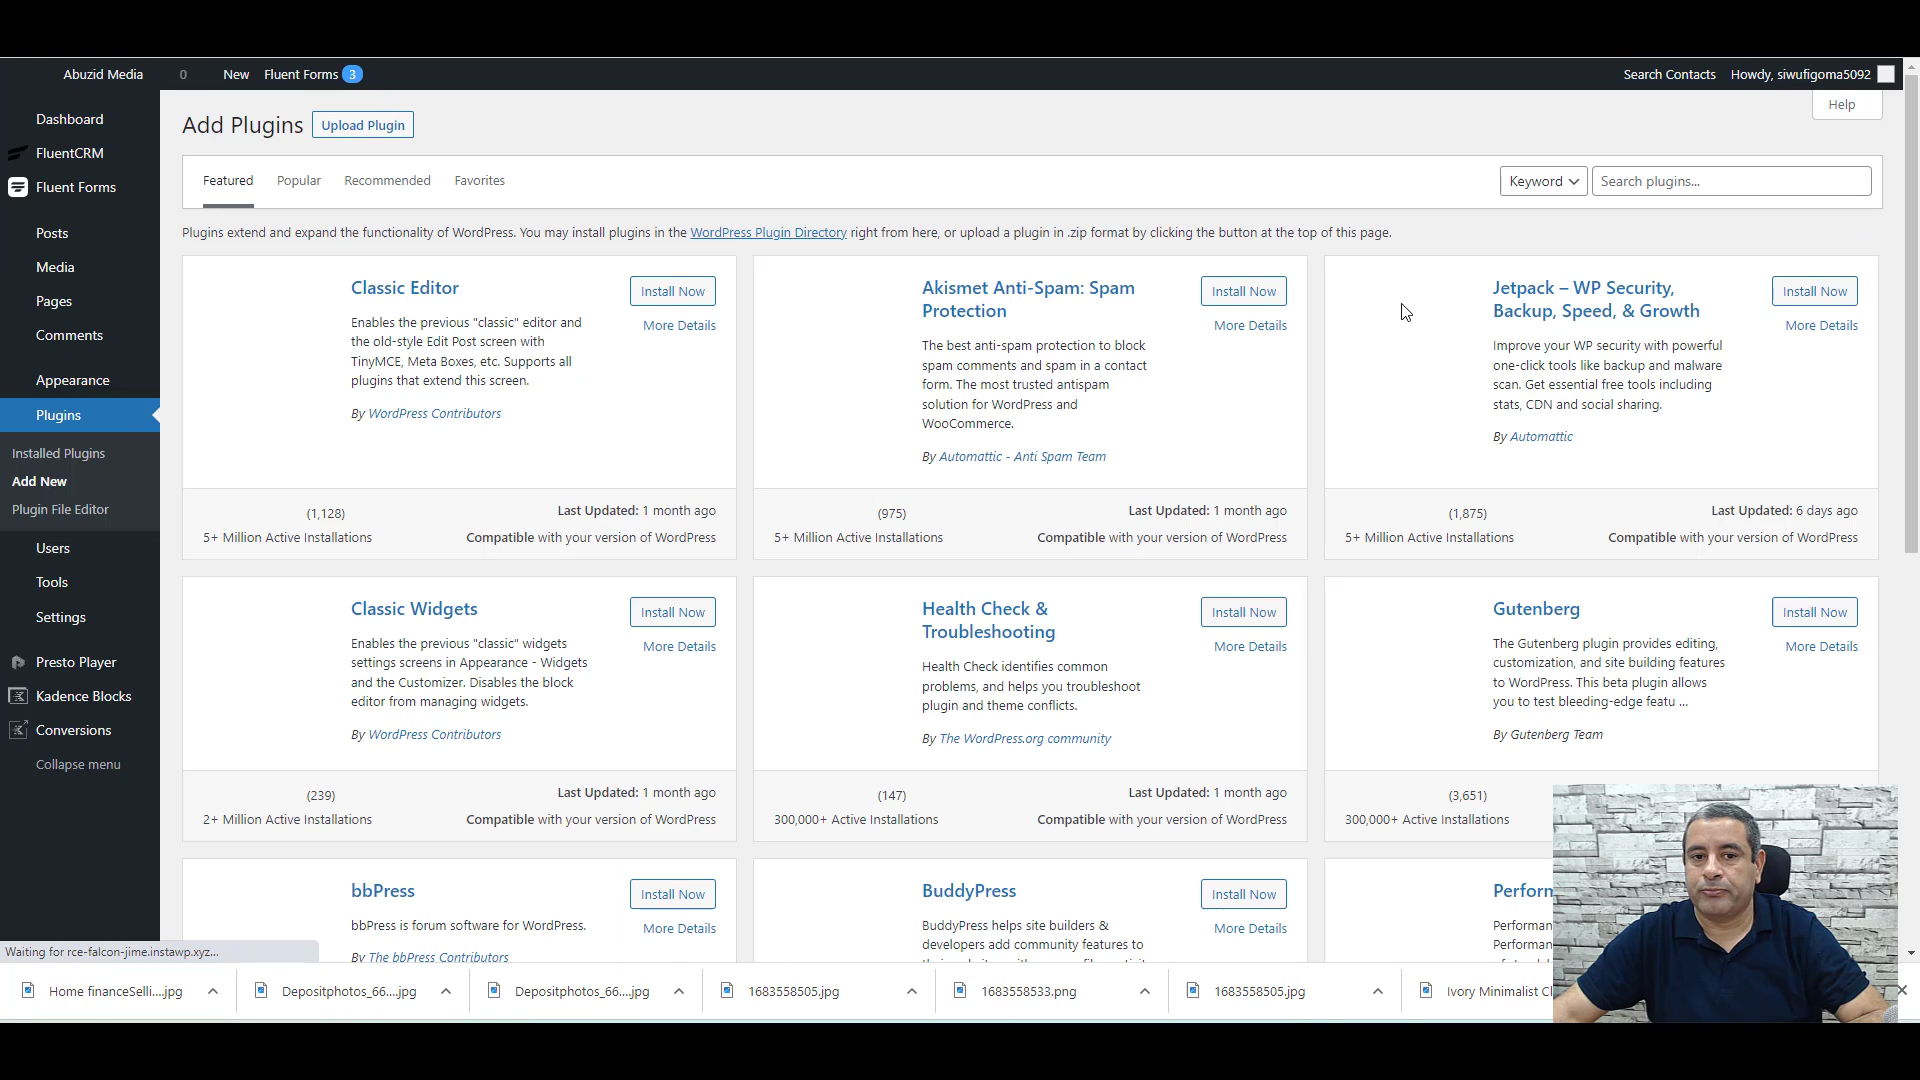 Abuzid Media 0 New Fluent Forms 3 Search Contacts Howdy, siwufigoma5092
Dashboard
FluentCRM
Fluent Forms
Posts
Media
Pages
Comments
Appearance
Plugins
Installed Plugins
Add New
Plugin File Editor
Users
Tools
Settings
Presto Player
Kadence Blocks
Conversions
Collapse menu
Help
Add Plugins Upload Plugin
Featured Popular Recommended Favorites Keyword Search plugins...
Plugins extend and expand the functionality of WordPress. You may install plugins in the WordPress Plugin Directory right from here, or upload a plugin in .zip format by clicking the button at the top of this page.
Classic Editor
Install Now
More Details
Enables the previous "classic" editor and
the old-style Edit Post screen with
TinyMCE, Meta Boxes, etc. Supports all
plugins that extend this screen.
By WordPress Contributors
(1,128)
5+ Million Active Installations
Last Updated: 1 month ago
Compatible with your version of WordPress
Akismet Anti-Spam: Spam
Protection
Install Now
More Details
The best anti-spam protection to block
spam comments and spam in a contact
form. The most trusted antispam
solution for WordPress and
WooCommerce.
By Automattic - Anti Spam Team
(975)
5+ Million Active Installations
Last Updated: 1 month ago
Compatible with your version of WordPress
Jetpack – WP Security,
Backup, Speed, & Growth
Install Now
More Details
Improve your WP security with powerful
one-click tools like backup and malware
scan. Get essential free tools including
stats, CDN and social sharing.
By Automattic
(1,875)
5+ Million Active Installations
Last Updated: 6 days ago
Compatible with your version of WordPress
Classic Widgets
Install Now
More Details
Enables the previous "classic" widgets
settings screens in Appearance - Widgets
and the Customizer. Disables the block
editor from managing widgets.
By WordPress Contributors
(239)
2+ Million Active Installations
Last Updated: 1 month ago
Compatible with your version of WordPress
Health Check &
Troubleshooting
Install Now
More Details
Health Check identifies common
problems, and helps you troubleshoot
plugin and theme conflicts.
By The WordPress.org community
(147)
300,000+ Active Installations
Last Updated: 1 month ago
Compatible with your version of WordPress
Gutenberg
Install Now
More Details
The Gutenberg plugin provides editing,
customization, and site building features
to WordPress. This beta plugin allows
you to test bleeding-edge featu ...
By Gutenberg Team
(3,651)
300,000+ Active Installations
bbPress
Install Now
More Details
bbPress is forum software for WordPress.
By The bbPress Contributors
BuddyPress
Install Now
More Details
BuddyPress helps site builders &
developers add community features to
Perform
Performan
Performan
Waiting for rce-falcon-jime.instawp.xyz...
Home financeSelli....jpg Depositphotos_66....jpg Depositphotos_66....jpg 1683558505.jpg 1683558533.png 1683558505.jpg Ivory Minimalist Cl